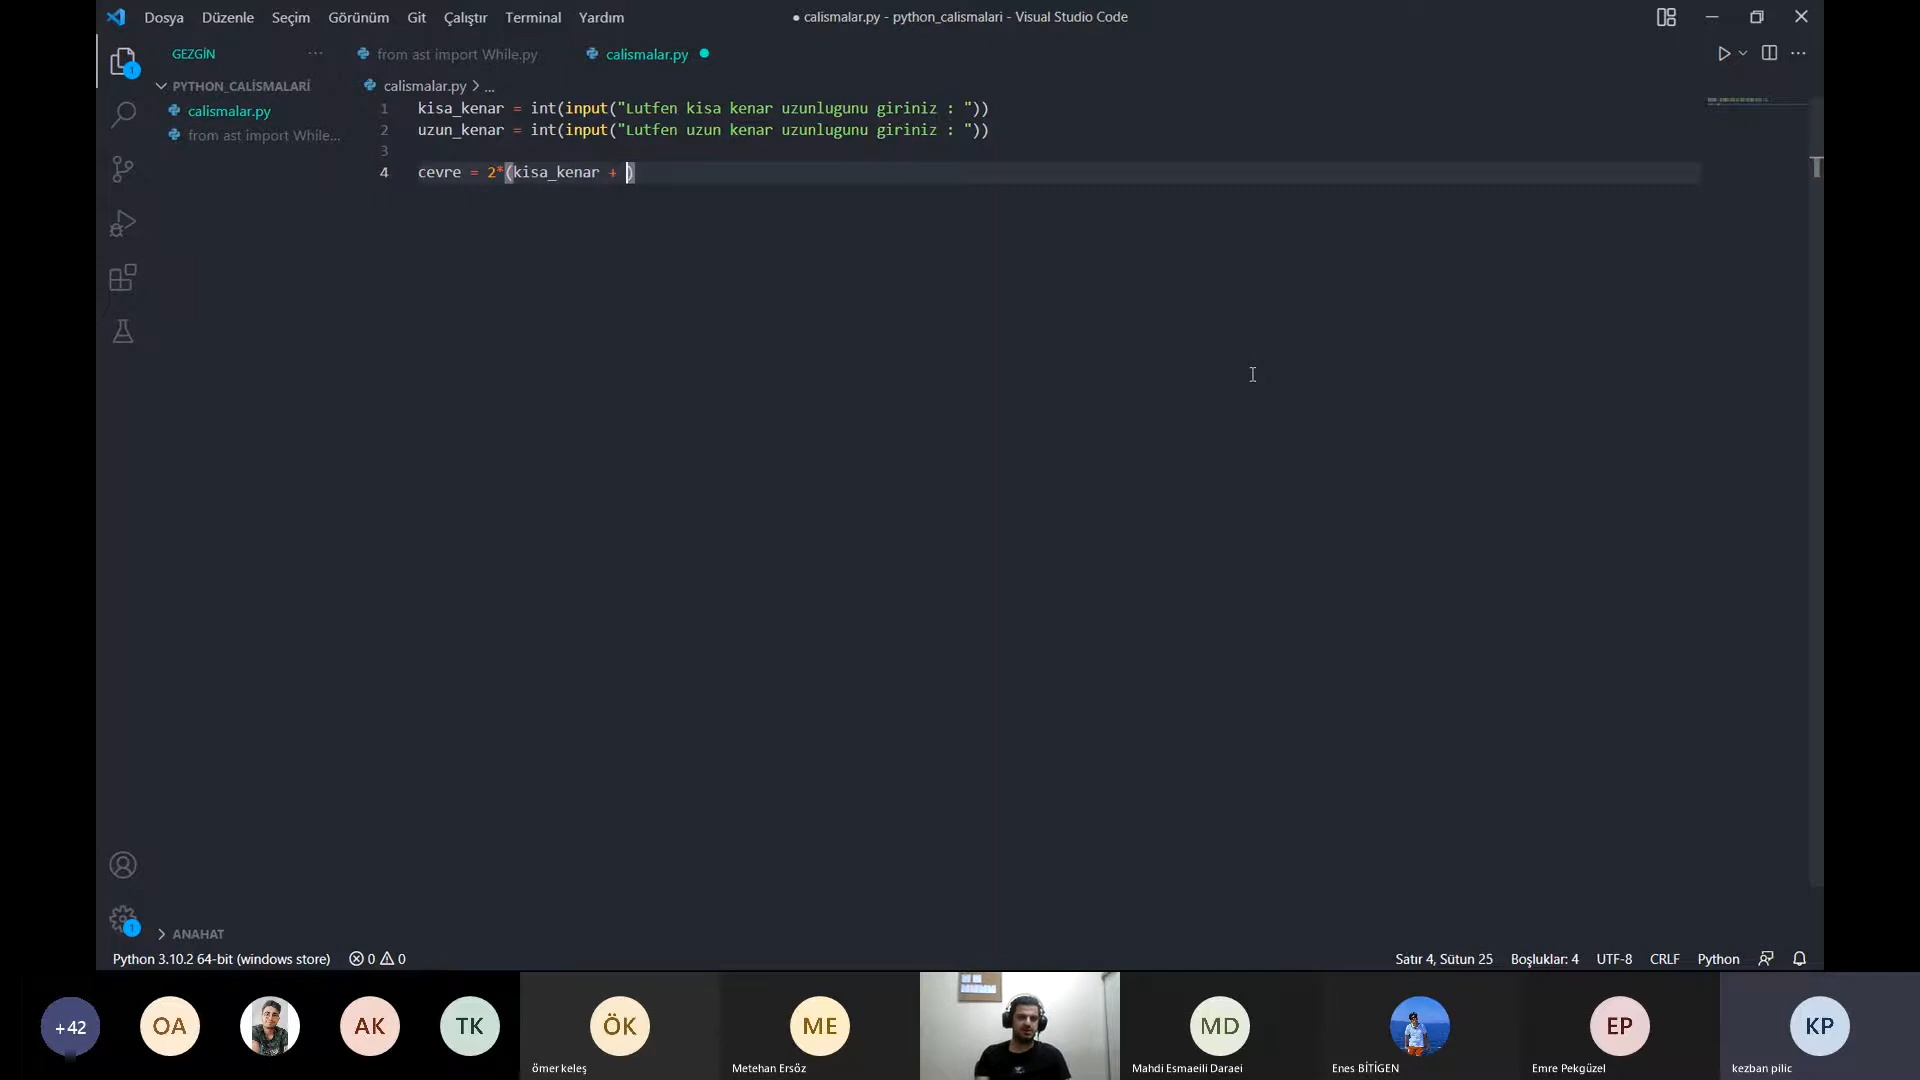 Dosya Düzenle Seçim Görünüm Git Çalıştır Terminal Yardım
● calismalar.py - python_calismalari - Visual Studio Code
GEZGİN
from ast import While.py
calismalar.py
PYTHON_CALİSMALARİ
calismalar.py
from ast import While...
calismalar.py > ...
1 kisa_kenar = int(input("Lutfen kisa kenar uzunlugunu giriniz : "))
2 uzun_kenar = int(input("Lutfen uzun kenar uzunlugunu giriniz : "))
3
4 cevre = 2*(kisa_kenar + )
1
1
ANAHAT
Python 3.10.2 64-bit (windows store) 0 0
Satır 4, Sütun 25 Boşluklar: 4 UTF-8 CRLF Python
+42
OA
AK
TK
ÖK
ömer keleş
ME
Metehan Ersöz
MD
Mahdi Esmaeili Daraei
Enes BİTİGEN
EP
Emre Pekgüzel
KP
kezban pilic